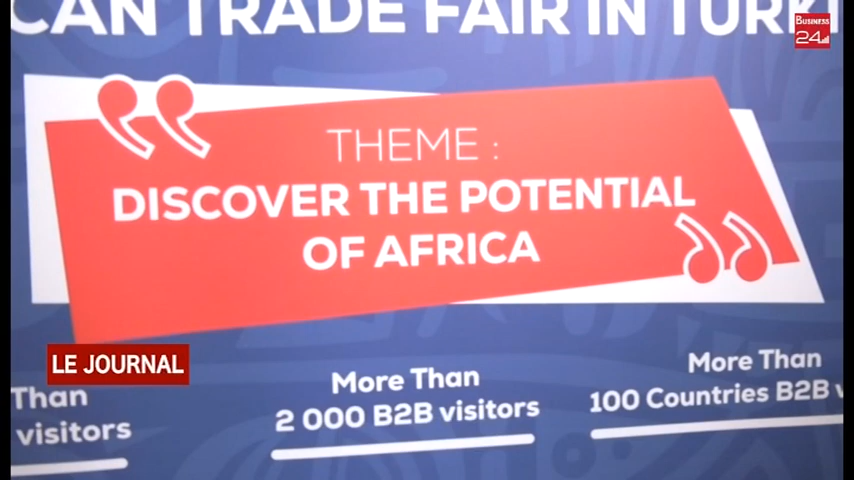 CAN TRADE FAIR IN TURKI
BUSINESS
24
THEME :
DISCOVER THE POTENTIAL
OF AFRICA
LE JOURNAL
Than
visitors
More Than
2 000 B2B visitors
More Than
100 Countries B2B v